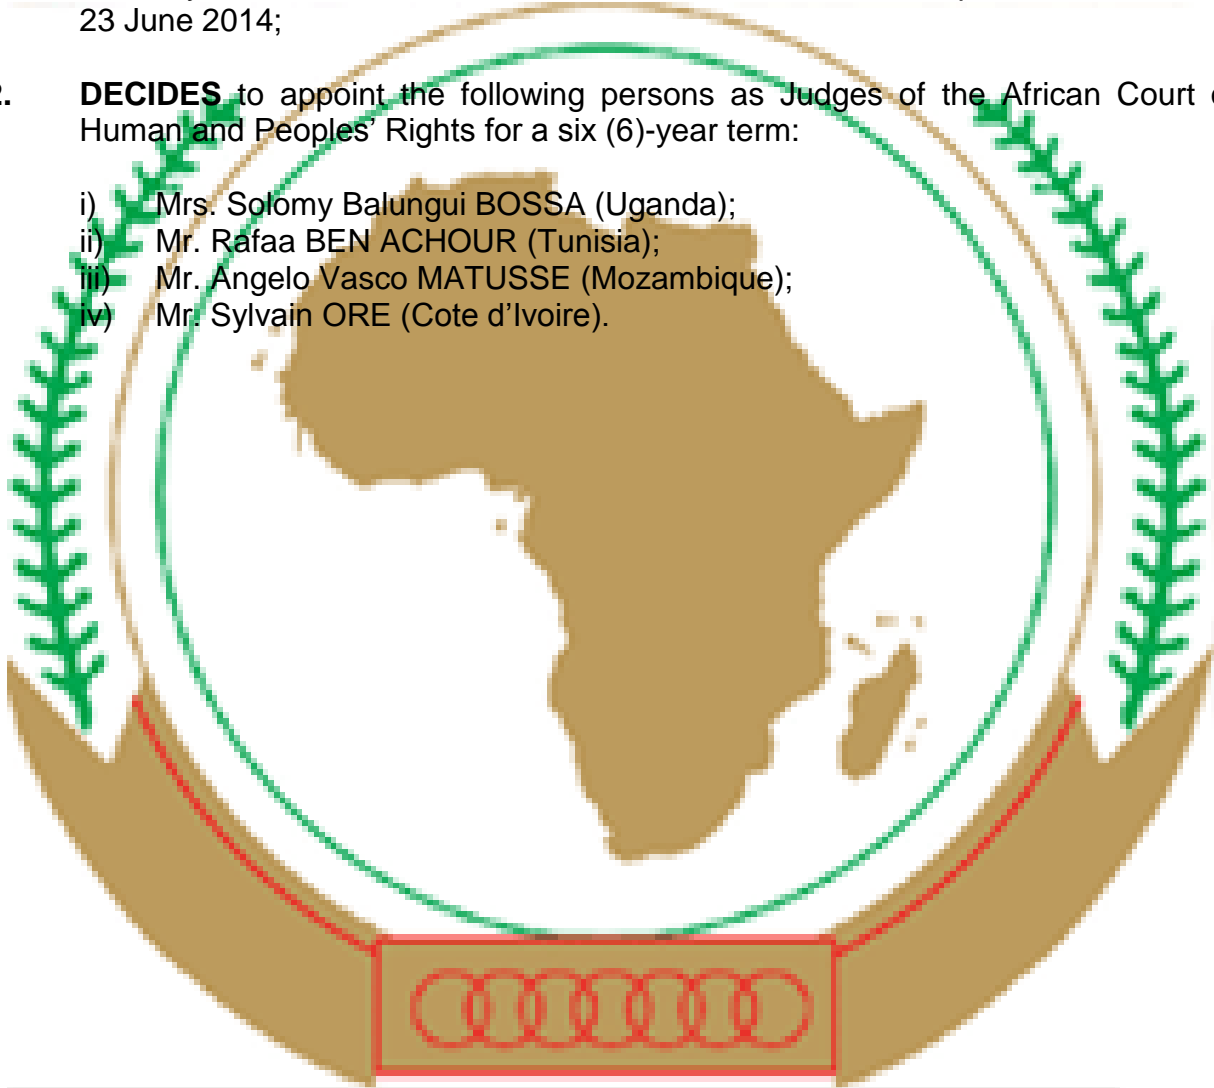 23 June 2014;
2. DECIDES to appoint the following persons as Judges of the African Court
Human and Peoples’ Rights for a six (6)-year term:
i) Mrs. Solomy Balungui BOSSA (Uganda);
ii) Mr. Rafaa BEN ACHOUR (Tunisia);
iii) Mr. Angelo Vasco MATUSSE (Mozambique);
iv) Mr. Sylvain ORE (Cote d’Ivoire).